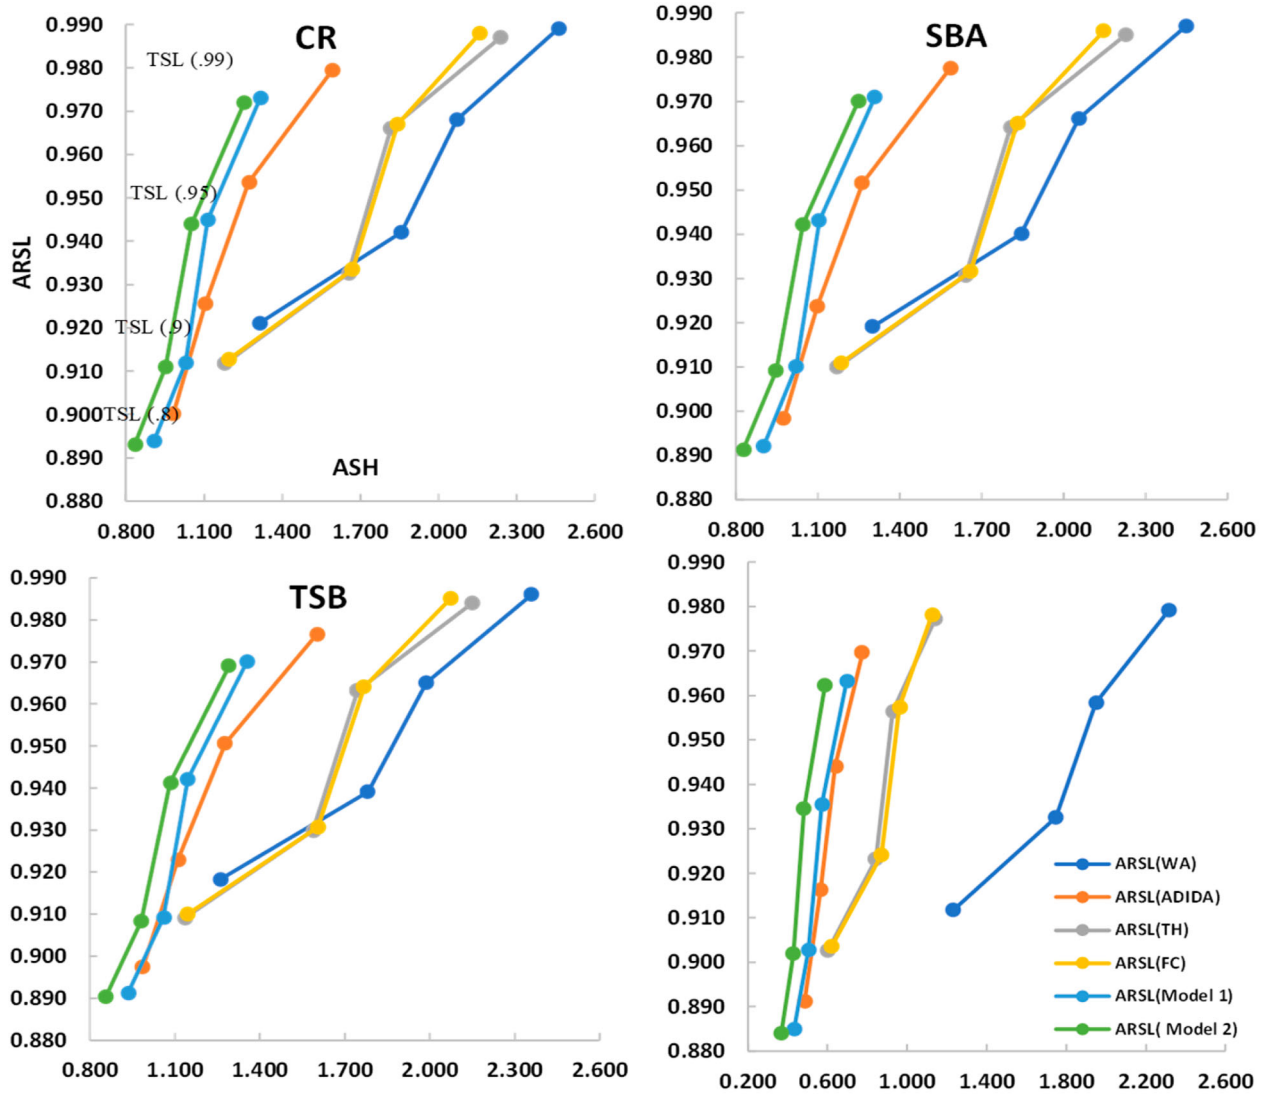 CR
0.990
0.980
0.970
0.960
0.950
0.940
0.930
0.920
0.910
0.900
0.890
0.880
ARSL
TSL (.99)
TSL (.95)
TSL (.9)
TSL (.8)
ASH
0.800 1.100 1.400 1.700 2.000 2.300 2.600
SBA
0.990
0.980
0.970
0.960
0.950
0.940
0.930
0.920
0.910
0.900
0.890
0.880
0.800 1.100 1.400 1.700 2.000 2.300 2.600
TSB
0.990
0.980
0.970
0.960
0.950
0.940
0.930
0.920
0.910
0.900
0.890
0.880
0.800 1.100 1.400 1.700 2.000 2.300 2.600
0.990
0.980
0.970
0.960
0.950
0.940
0.930
0.920
0.910
0.900
0.890
0.880
0.200 0.600 1.000 1.400 1.800 2.200 2.600
ARSL(WA)
ARSL(ADIDA)
ARSL(TH)
ARSL(FC)
ARSL(Model 1)
ARSL( Model 2)